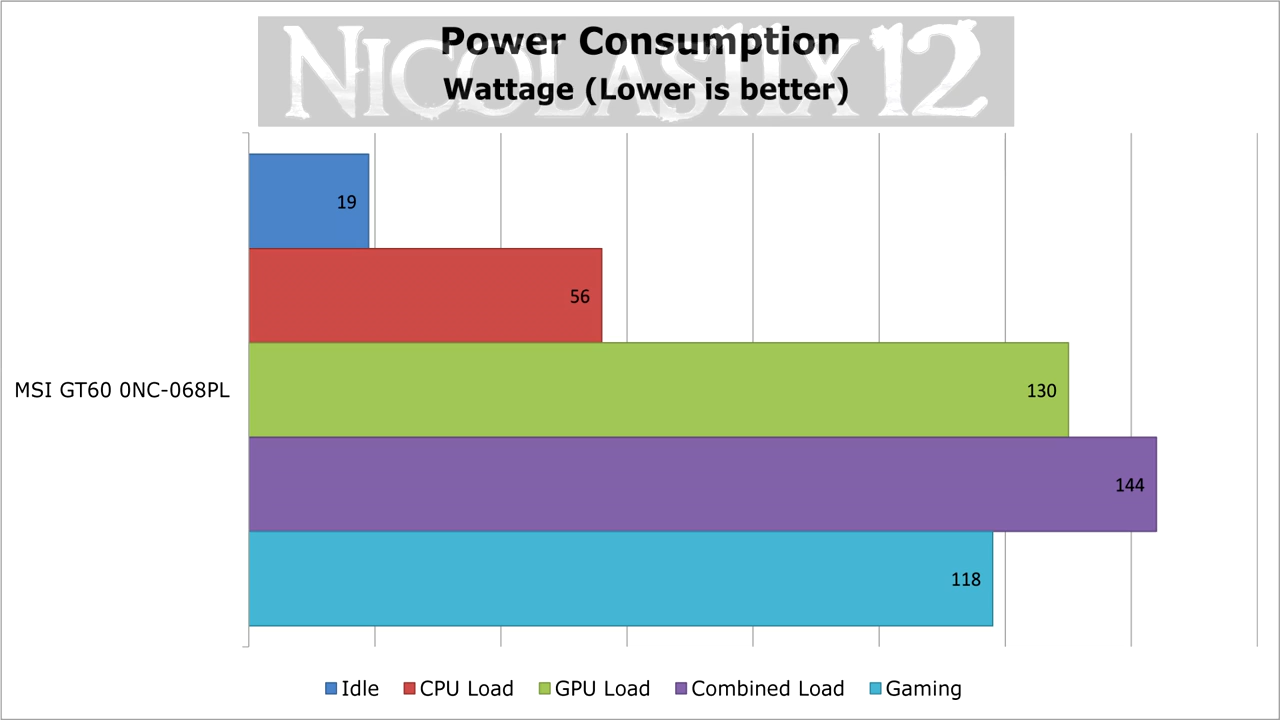 NICOLAS11X12
Power Consumption
Wattage (Lower is better)
19
56
130
MSI GT60 0NC-068PL
144
118
Idle CPU Load GPU Load Combined Load Gaming